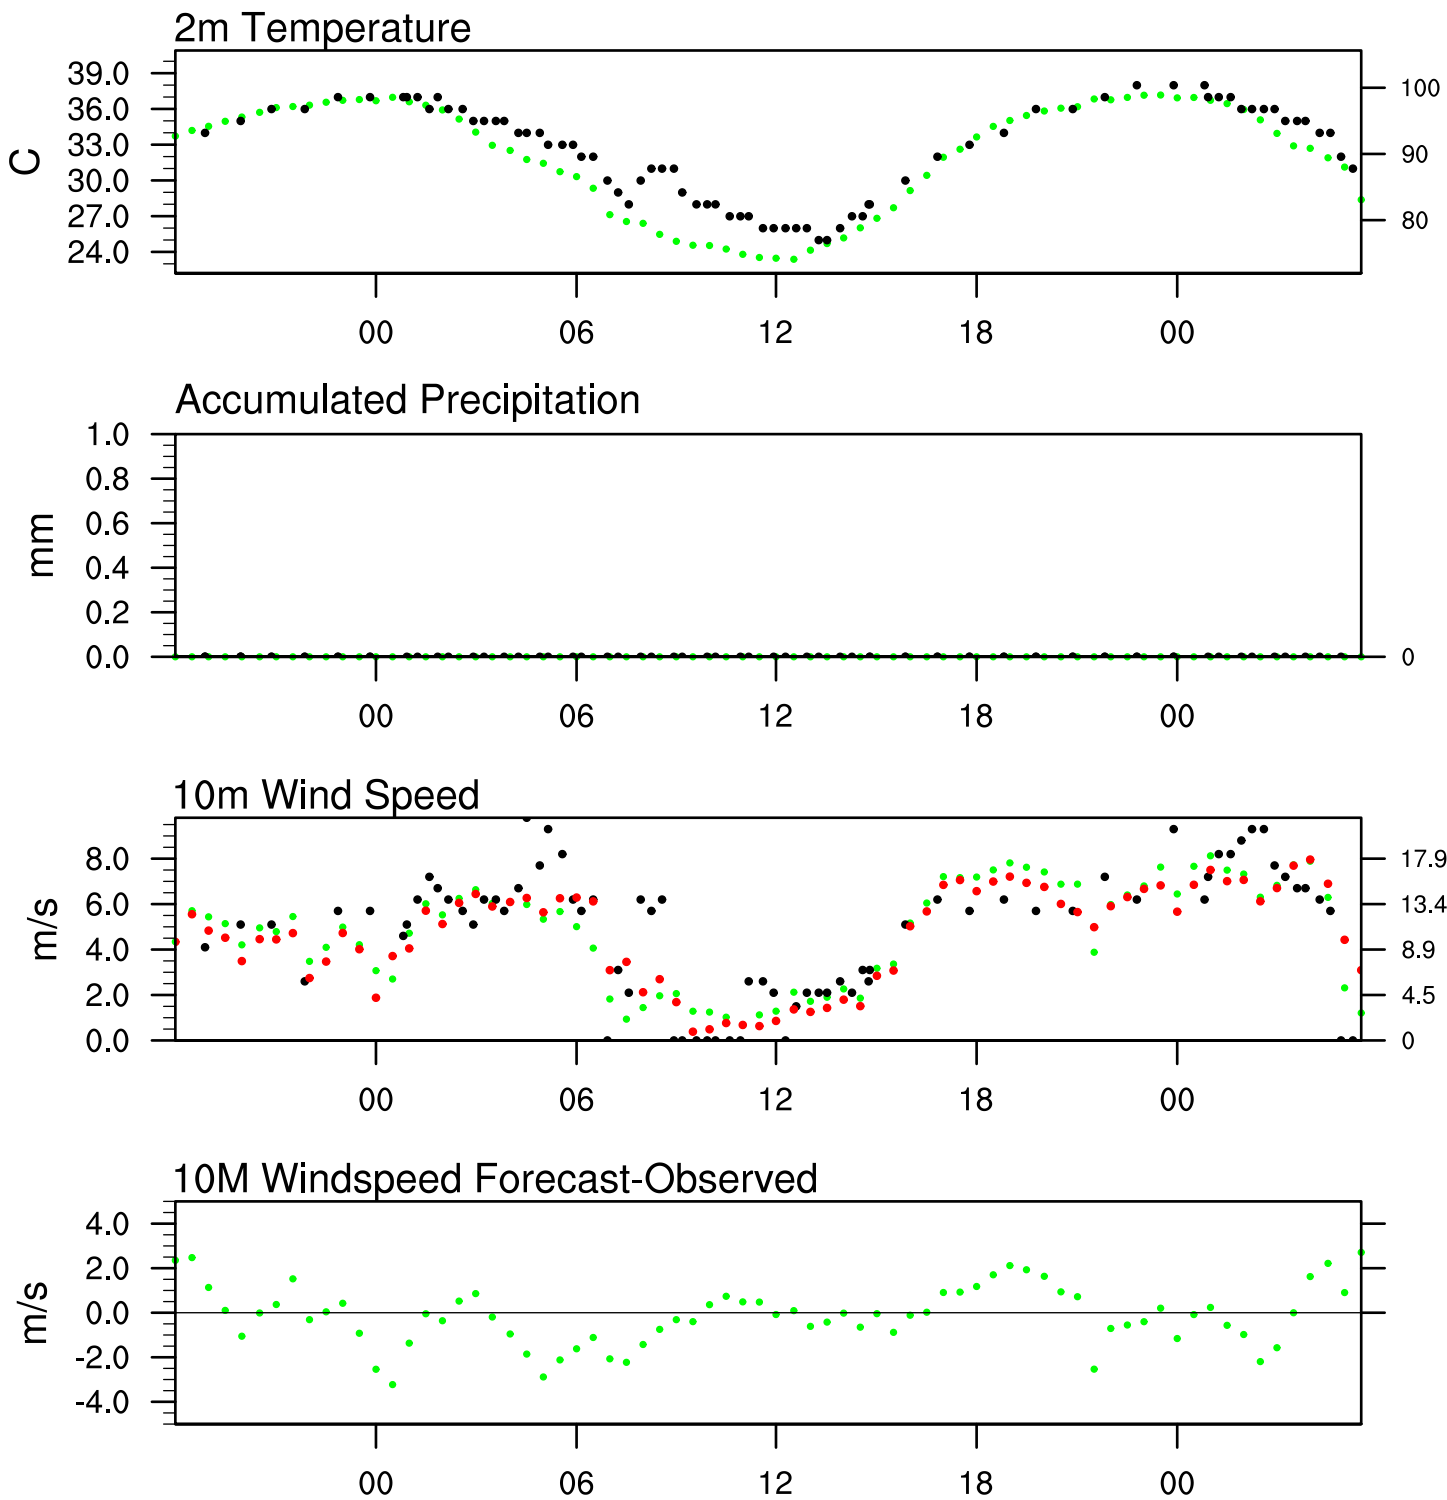 2m Temperature
39.0
36.0
33.0
30.0
27.0
24.0
C
100
90
80
00 06 12 18 00
Accumulated Precipitation
1.0
0.8
0.6
0.4
0.2
0.0
mm
0
00 06 12 18 00
10m Wind Speed
8.0
6.0
4.0
2.0
0.0
m/s
17.9
13.4
8.9
4.5
0
00 06 12 18 00
10M Windspeed Forecast-Observed
4.0
2.0
0.0
-2.0
-4.0
m/s
00 06 12 18 00